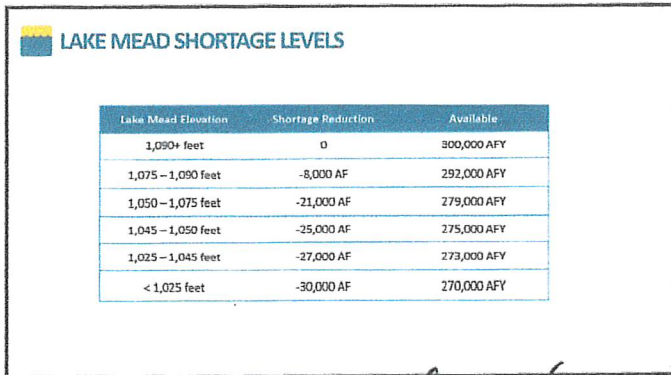 LAKE MEAD SHORTAGE LEVELS
Lake Mead Elevation Shortage Reduction Available
1,090+ feet 0 300,000 AFY
1,075 – 1,090 feet -8,000 AF 292,000 AFY
1,050 – 1,075 feet -21,000 AF 279,000 AFY
1,045 – 1,050 feet -25,000 AF 275,000 AFY
1,025 – 1,045 feet -27,000 AF 273,000 AFY
< 1,025 feet -30,000 AF 270,000 AFY